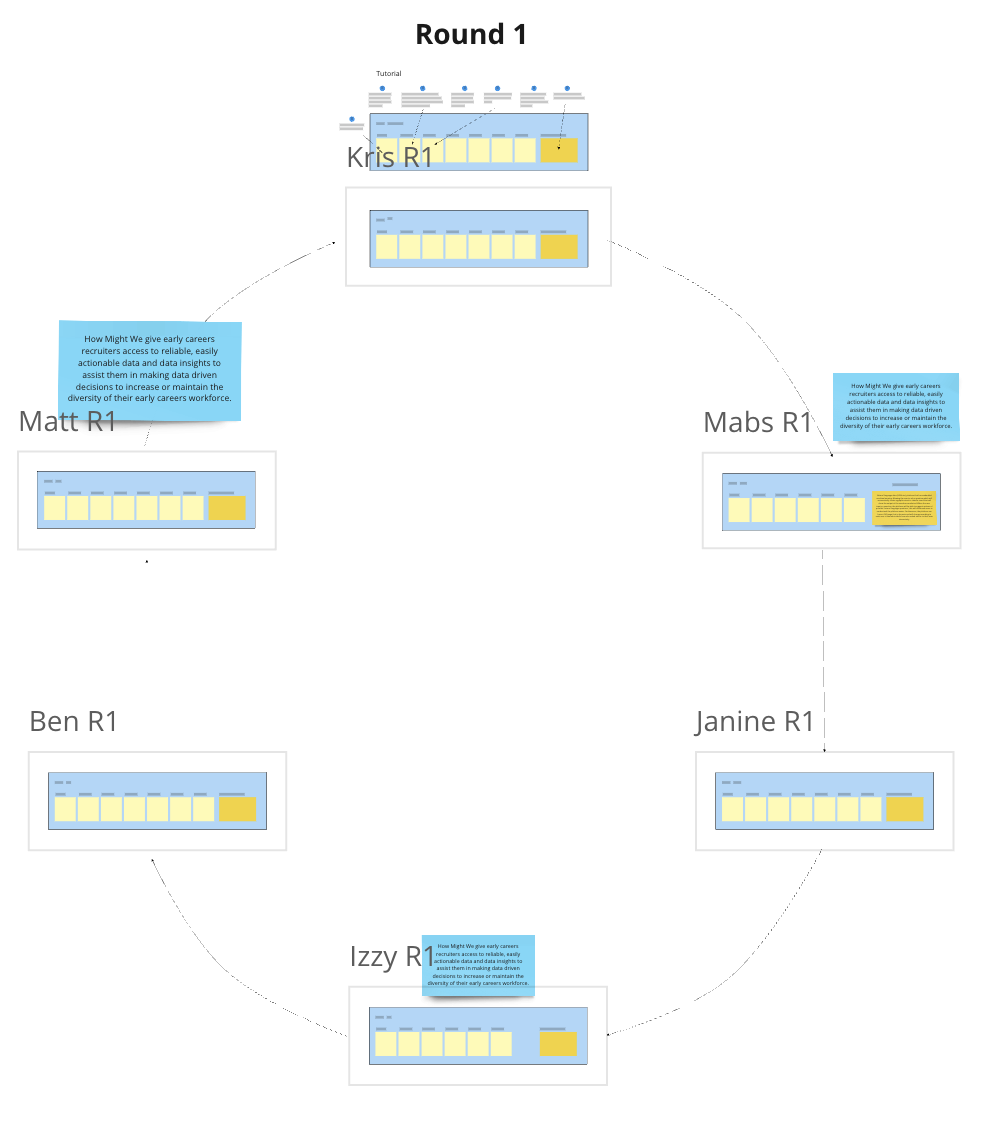 Round 1
Tutorial
Kris R1
How Might We give early careers
recruiters access to reliable, easily
actionable data and data insights to
assist them in making data driven
decisions to increase or maintain the
diversity of their early careers workforce.
Matt R1
How Might We give early careers
recruiters access to reliable, easily
actionable data and data insights to
assist them in making data driven
decisions to increase or maintain the
diversity of their early careers workforce.
Mabs R1
Ben R1
Janine R1
Izzy R1
How Might We give early careers
recruiters access to reliable, easily
actionable data and data insights to
assist them in making data driven
decisions to increase or maintain the
diversity of their early careers workforce.